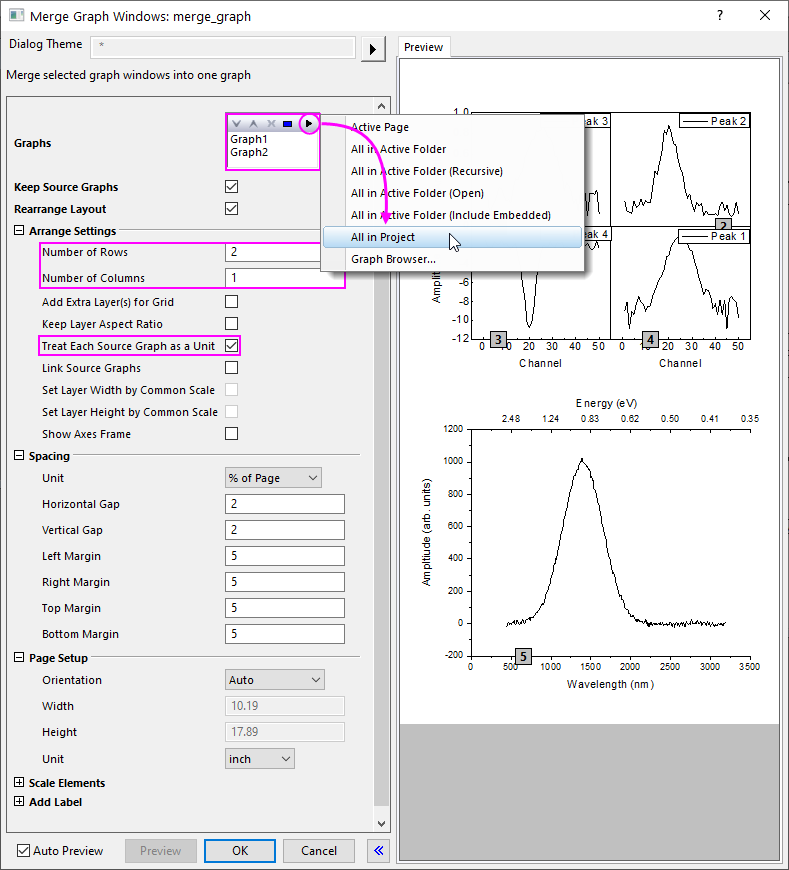 Merge Graph Windows: merge_graph
Dialog Theme *
Merge selected graph windows into one graph
Graphs
Graph1
Graph2
Active Page
All in Active Folder
All in Active Folder (Recursive)
All in Active Folder (Open)
All in Active Folder (Include Embedded)
All in Project
Graph Browser...
Keep Source Graphs
Rearrange Layout
Arrange Settings
Number of Rows 2
Number of Columns 1
Add Extra Layer(s) for Grid
Keep Layer Aspect Ratio
Treat Each Source Graph as a Unit
Link Source Graphs
Set Layer Width by Common Scale
Set Layer Height by Common Scale
Show Axes Frame
Spacing
Unit % of Page
Horizontal Gap 2
Vertical Gap 2
Left Margin 5
Right Margin 5
Top Margin 5
Bottom Margin 5
Page Setup
Orientation Auto
Width 10.19
Height 17.89
Unit inch
Scale Elements
Add Label
Auto Preview
Preview
OK
Cancel
Preview
1.0
Peak 3
Peak 2
2
Peak 4
Peak 1
-6
-8
-10
-12
3
4
0 10 20 30 40 50
0 10 20 30 40 50
Channel
Channel
Energy (eV)
2.48 1.24 0.83 0.62 0.50 0.41 0.35
1200
1000
800
600
400
200
0
-200
Ampltiude (arb. units)
5
0 500 1000 1500 2000 2500 3000 3500
Wavelength (nm)